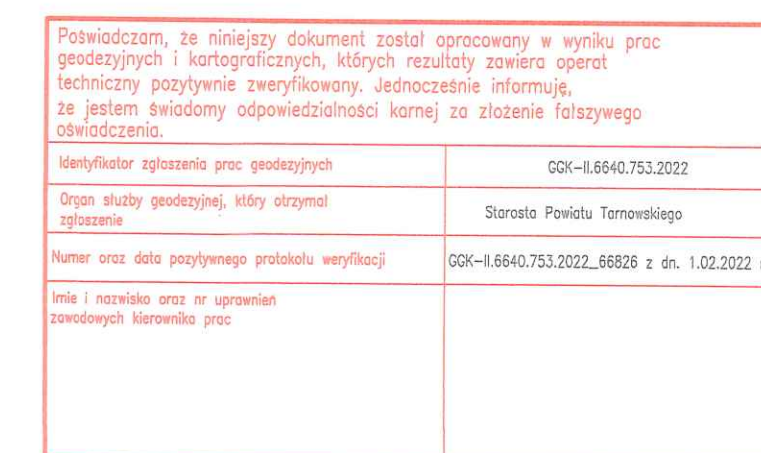 Poświadczam, że niniejszy dokument został opracowany w wyniku prac
geodezyjnych i kartograficznych, których rezultaty zawiera operat
techniczny pozytywnie zweryfikowany. Jednocześnie informuję,
że jestem świadomy odpowiedzialności karnej za złożenie fałszywego
oświadczenia.
Identyfikator zgłoszenia prac geodezyjnych
GGK-II.6640.753.2022
Organ służby geodezyjnej, który otrzymał
zgłoszenie
Starosta Powiatu Tarnowskiego
Numer oraz data pozytywnego protokołu weryfikacji
GGK-II.6640.753.2022_66826 z dn. 1.02.2022
Imie i nazwisko oraz nr uprawnień
zawodowych kierownika prac